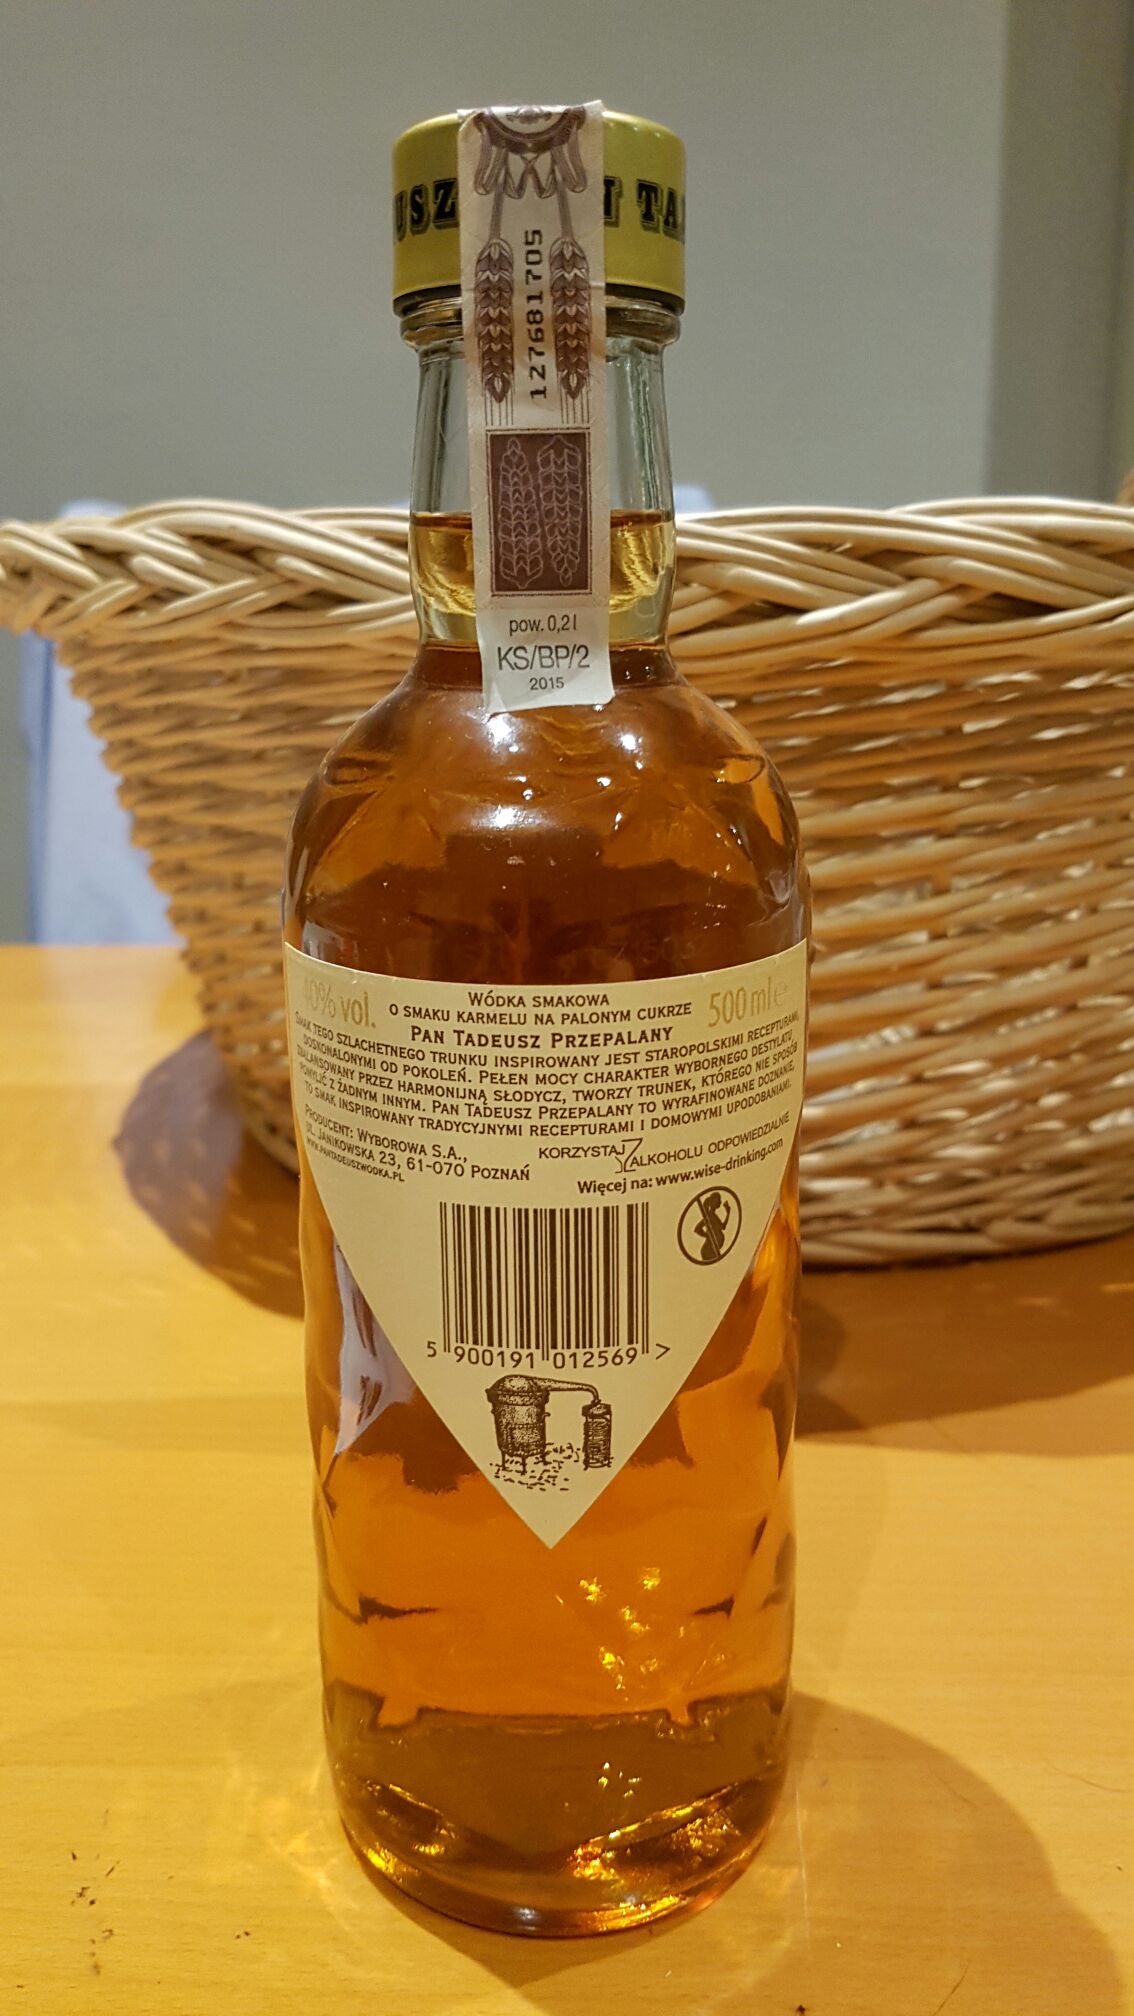 USZ N TA
127681705
pow. 0,2 l
KS/BP/2
2015
40% vol.
WÓDKA SMAKOWA
O SMAKU KARMELU NA PALONYM CUKRZE
500 ml e
PAN TADEUSZ PRZEPALANY
SMAK TEGO SZLACHETNEGO TRUNKU INSPIROWANY JEST STAROPOLSKIMI RECEPTURAMI,
DOSKONALONYMI OD POKOLEŃ. PEŁEN MOCY CHARAKTER WYBORNEGO DESTYLATU,
ZBALANSOWANY PRZEZ HARMONIJNĄ SŁODYCZ, TWORZY TRUNEK, KTÓREGO NIE SPOSÓB
POMYLIĆ Z ŻADNYM INNYM. PAN TADEUSZ PRZEPALANY TO WYRAFINOWANE DOZNANIE,
TO SMAK INSPIROWANY TRADYCYJNYMI RECEPTURAMI I DOMOWYMI UPODOBANIAMI.
PRODUCENT: WYBOROWA S.A.,
UL. JANIKOWSKA 23, 61-070 POZNAŃ
WWW.PANTADEUSZWODKA.PL
KORZYSTAJ Z ALKOHOLU ODPOWIEDZIALNIE
Więcej na: www.wise-drinking.com
5 900191 012569 >